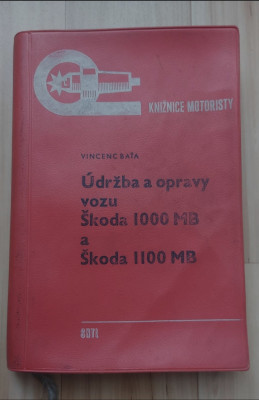 KNIŽNICE MOTORISTY
VINCENC BAŤA
Údržba a opravy
vozu
Škoda 1000 MB
a
Škoda 1100 MB
SNTL